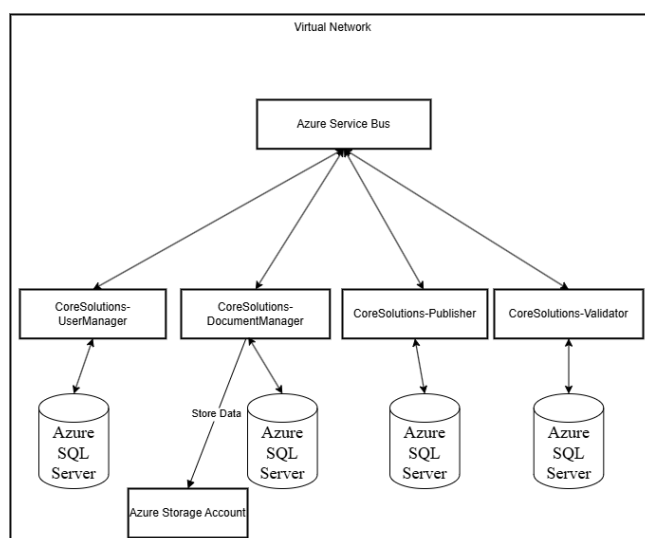 Virtual Network
Azure Service Bus
CoreSolutions-
UserManager
CoreSolutions-
DocumentManager
CoreSolutions-Publisher
CoreSolutions-Validator
Store Data
Azure
SQL
Server
Azure
SQL
Server
Azure
SQL
Server
Azure
SQL
Server
Azure Storage Account